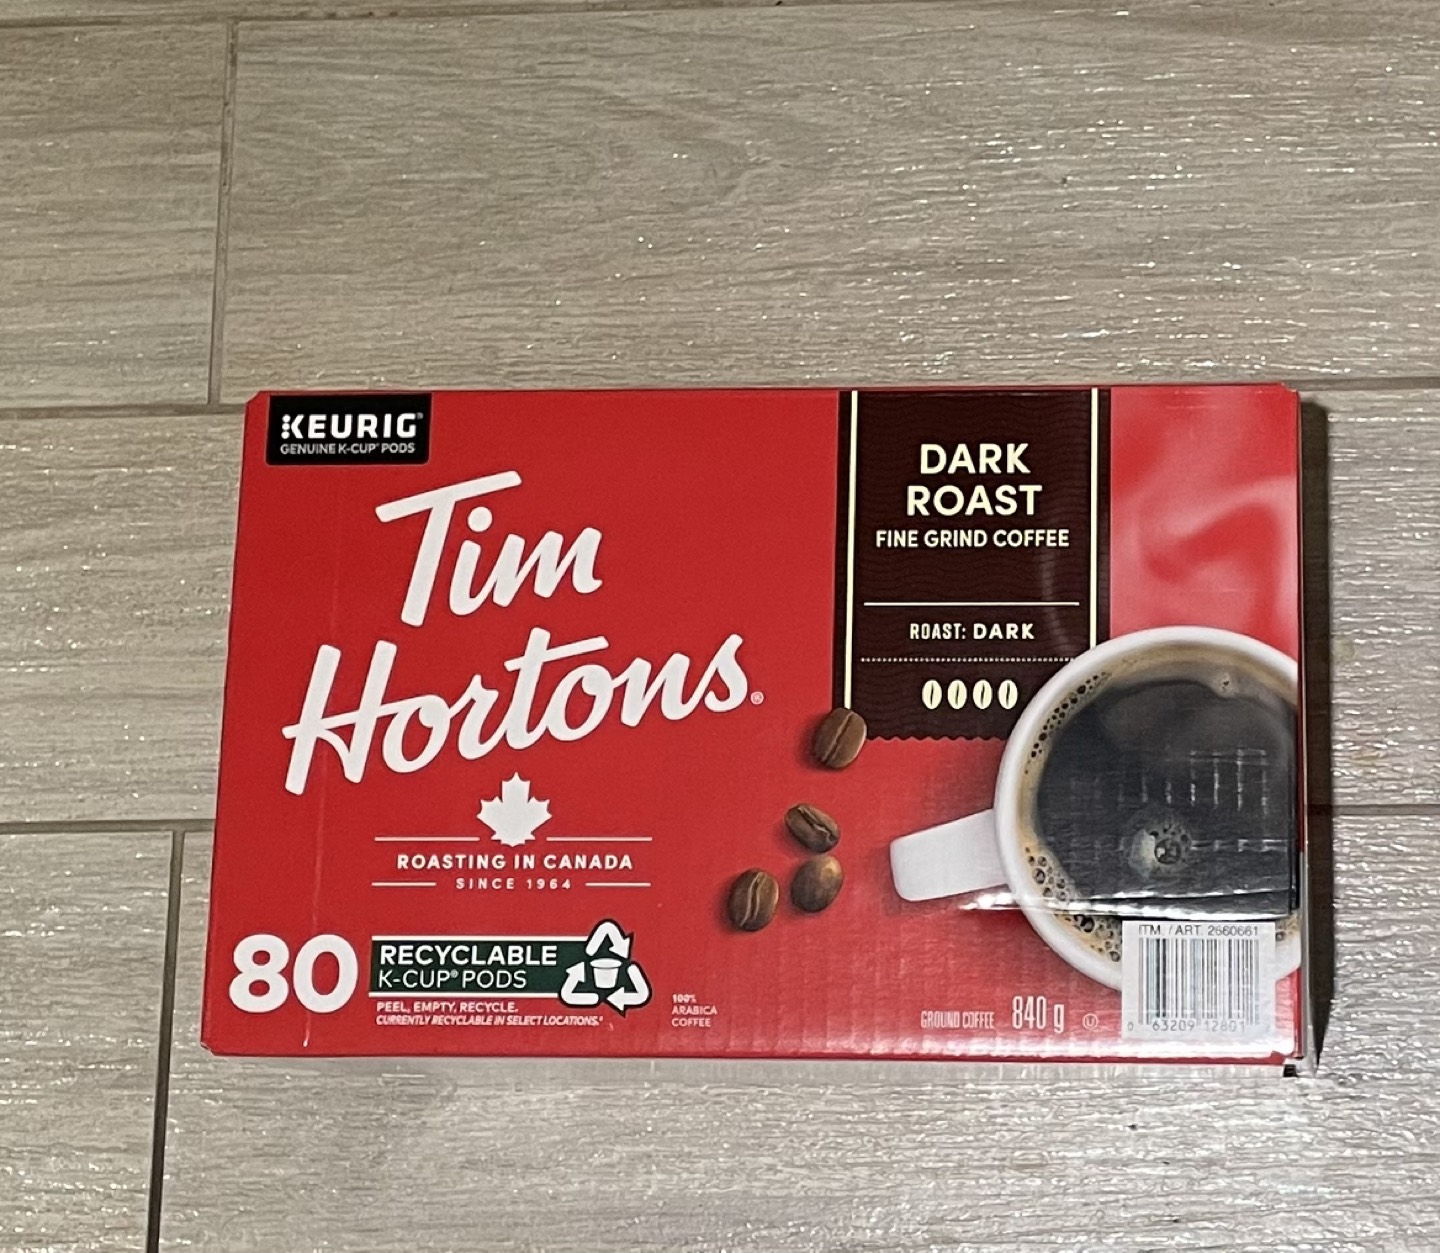 KEURIG®
GENUINE K-CUP® PODS
Tim
Hortons®
ROASTING IN CANADA
SINCE 1964
80
RECYCLABLE
K-CUP® PODS
PEEL, EMPTY, RECYCLE.
CURRENTLY RECYCLABLE IN SELECT LOCATIONS.*
100%
ARABICA
COFFEE
DARK
ROAST
FINE GRIND COFFEE
ROAST: DARK
GROUND COFFEE 840 g
U
ITM. / ART. 2660661
0 63209 12801